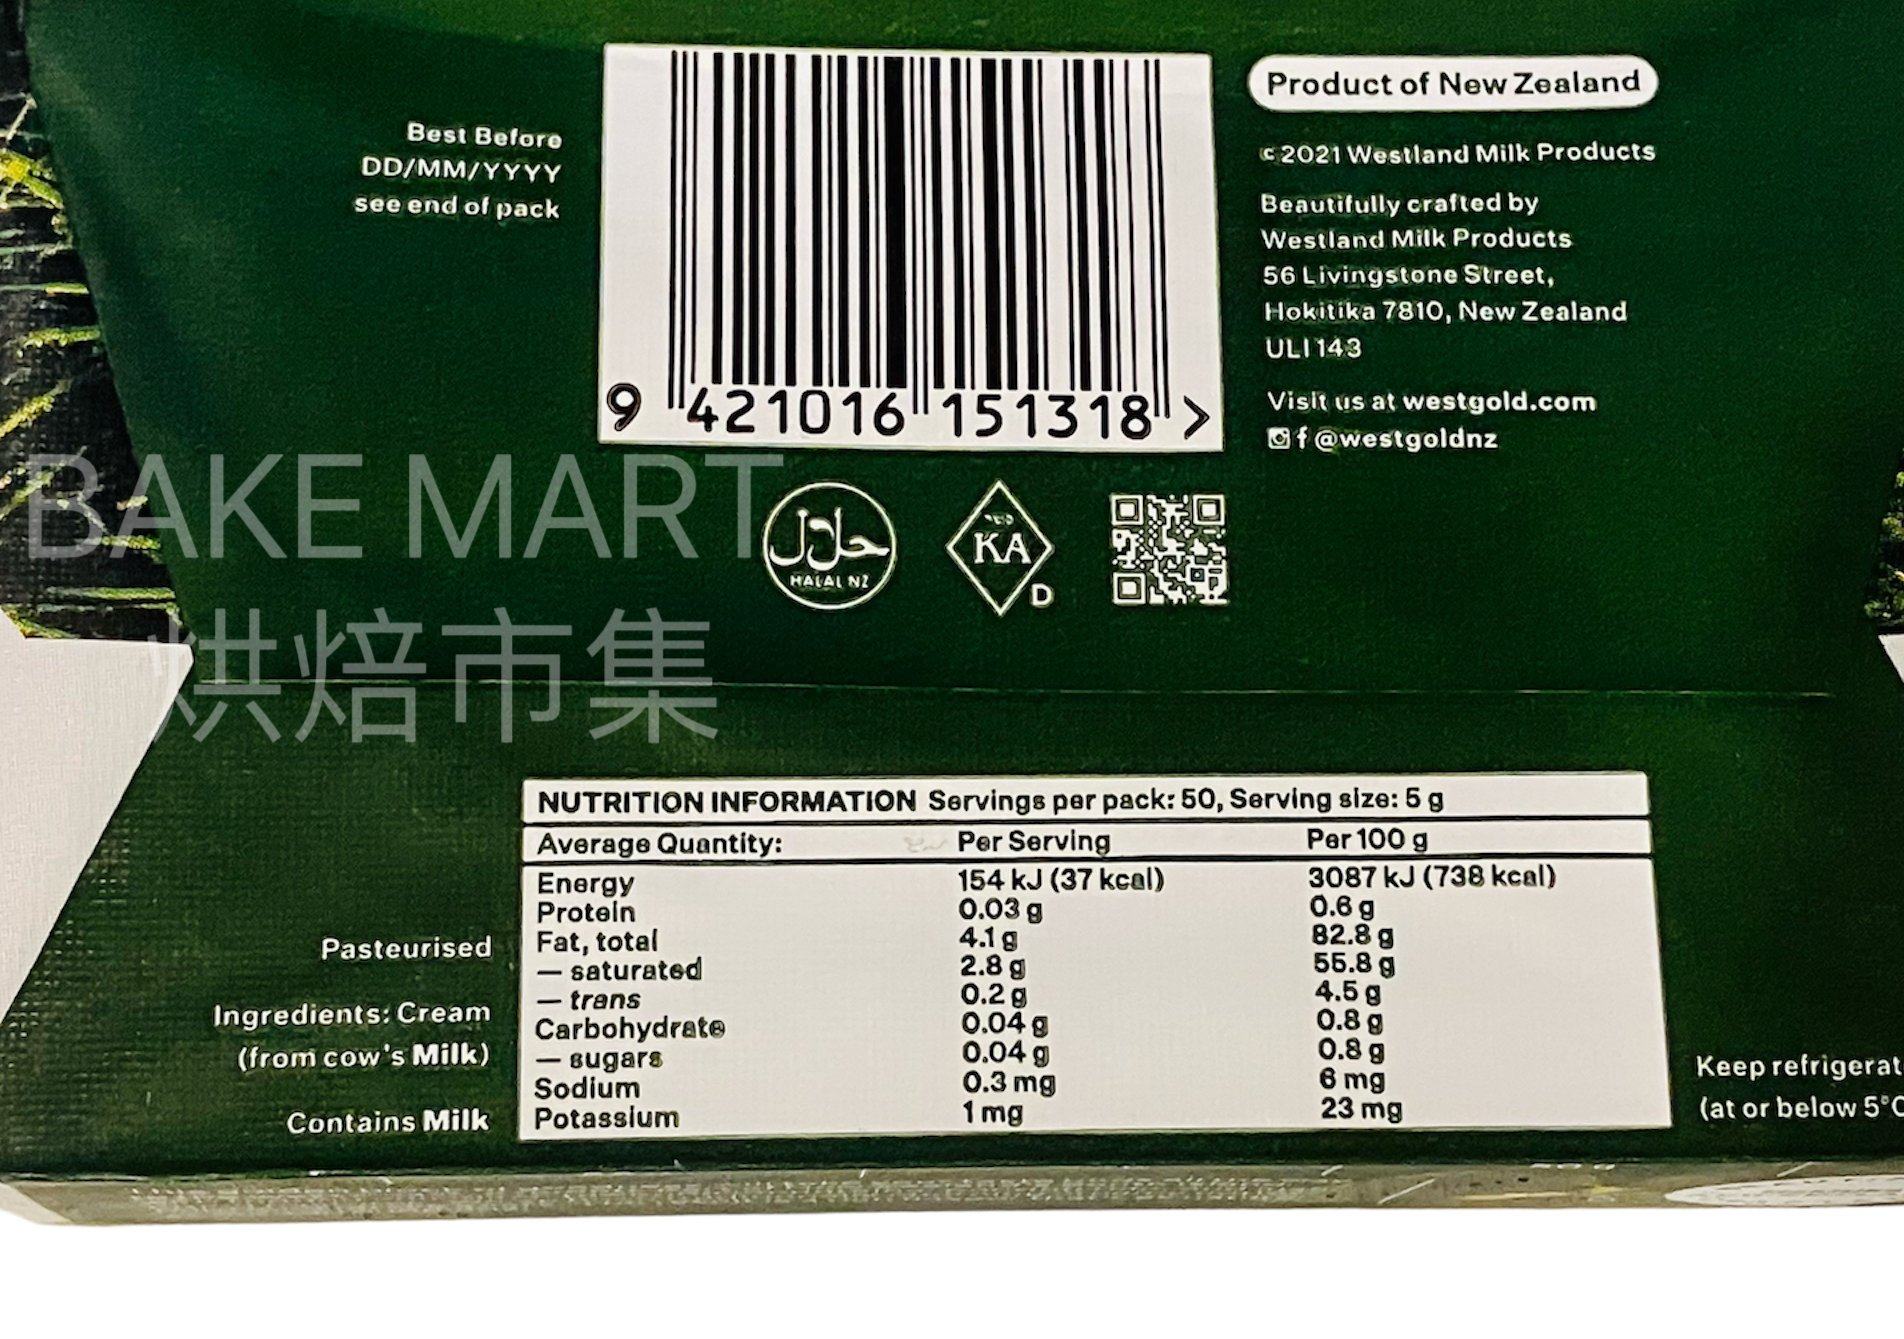 Best Before
DD/MM/YYYY
see end of pack
9 421016 151318 >
Product of New Zealand
© 2021 Westland Milk Products
Beautifully crafted by
Westland Milk Products
56 Livingstone Street,
Hokitika 7810, New Zealand
ULI 143
Visit us at westgold.com
f @westgoldnz
BAKE MART
烘焙市集
حلال
HALAL NZ
כשר
KA
D
NUTRITION INFORMATION Servings per pack: 50, Serving size: 5 g
Average Quantity: Per Serving Per 100 g
Energy 154 kJ (37 kcal) 3087 kJ (738 kcal)
Protein 0.03 g 0.6 g
Fat, total 4.1 g 82.8 g
— saturated 2.8 g 55.8 g
— trans 0.2 g 4.5 g
Carbohydrate 0.04 g 0.8 g
— sugars 0.04 g 0.8 g
Sodium 0.3 mg 6 mg
Potassium 1 mg 23 mg
Pasteurised
Ingredients: Cream
(from cow's Milk)
Contains Milk
Keep refrigerat
(at or below 5°C